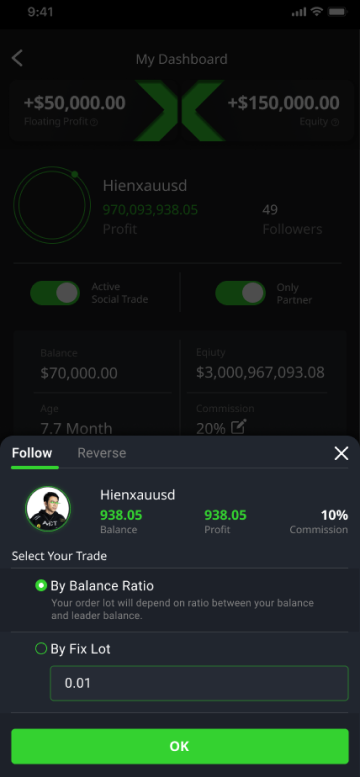 9:41
My Dashboard
+$50,000.00
+$150,000.00
Floating Profit
Equity
Hienxauusd
970,093,938.05
49
Profit
Followers
Active
Social Trade
Only
Partner
Balance
Eqiuty
$70,000.00
$3,000,967,093.08
Age
Commission
7.7 Month
20%
Follow
Reverse
Hienxauusd
938.05
938.05
10%
Balance
Profit
Commission
Select Your Trade
By Balance Ratio
Your order lot will depend on ratio between your balance
and leader balance.
By Fix Lot
0.01
OK